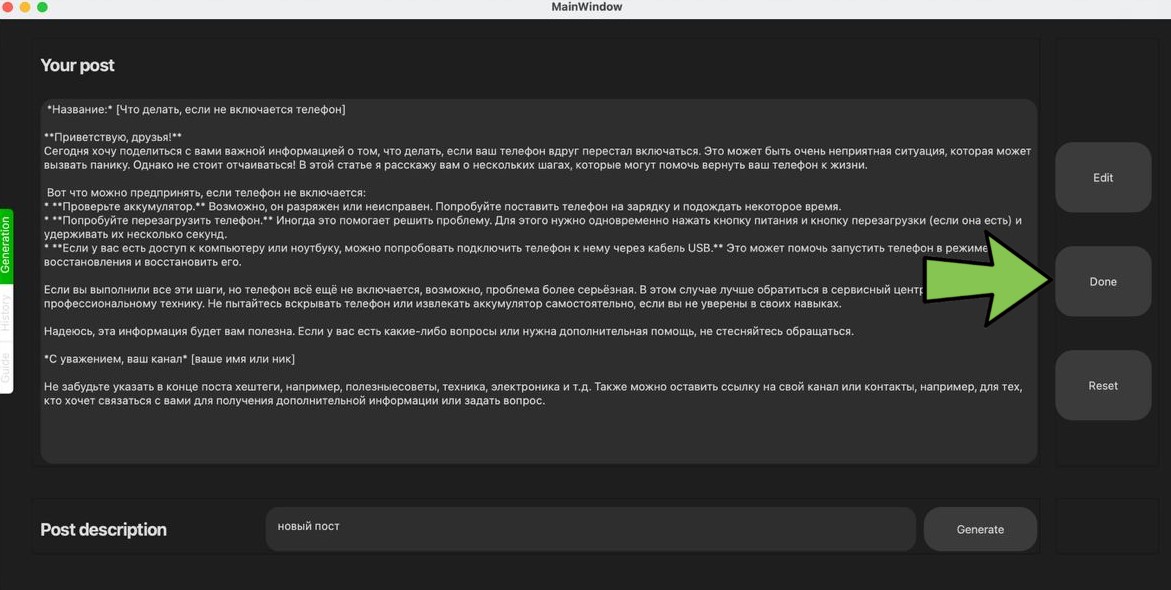 MainWindow
Your post
*Название:* [Что делать, если не включается телефон]
**Приветствую, друзья!**
Сегодня хочу поделиться с вами важной информацией о том, что делать, если ваш телефон вдруг перестал включаться. Это может быть очень неприятная ситуация, которая может
вызвать панику. Однако не стоит отчаиваться! В этой статье я расскажу вам о нескольких шагах, которые могут помочь вернуть ваш телефон к жизни.
Вот что можно предпринять, если телефон не включается:
* **Проверьте аккумулятор.** Возможно, он разряжен или неисправен. Попробуйте поставить телефон на зарядку и подождать некоторое время.
* **Попробуйте перезагрузить телефон.** Иногда это помогает решить проблему. Для этого нужно одновременно нажать кнопку питания и кнопку перезагрузки (если она есть) и
удерживать их несколько секунд.
* **Если у вас есть доступ к компьютеру или ноутбуку, можно попробовать подключить телефон к нему через кабель USB.** Это может помочь запустить телефон в режиме
восстановления и восстановить его.
Если вы выполнили все эти шаги, но телефон всё ещё не включается, возможно, проблема более серьёзная. В этом случае лучше обратиться в сервисный
профессиональному технику. Не пытайтесь вскрывать телефон или извлекать аккумулятор самостоятельно, если вы не уверены в своих навыках.
Надеюсь, эта информация будет вам полезна. Если у вас есть какие-либо вопросы или нужна дополнительная помощь, не стесняйтесь обращаться.
*С уважением, ваш канал* [ваше имя или ник]
Не забудьте указать в конце поста хештеги, например, полезныесоветы, техника, электроника и т.д. Также можно оставить ссылку на свой канал или контакты, например, для тех,
кто хочет связаться с вами для получения дополнительной информации или задать вопрос.
Edit
Done
Reset
Generation
History
Guide
Post description
новый пост
Generate